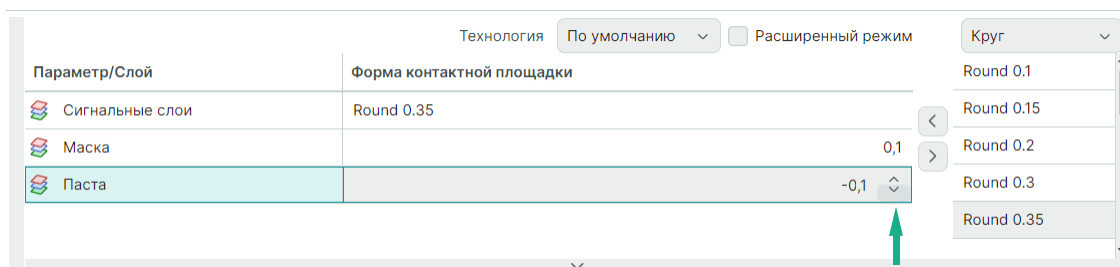 Технология По умолчанию Расширенный режим Круг
Параметр/Слой Форма контактной площадки Round 0.1
Сигнальные слои Round 0.35 Round 0.15
Маска 0,1 Round 0.2
Паста -0,1 Round 0.3
Round 0.35